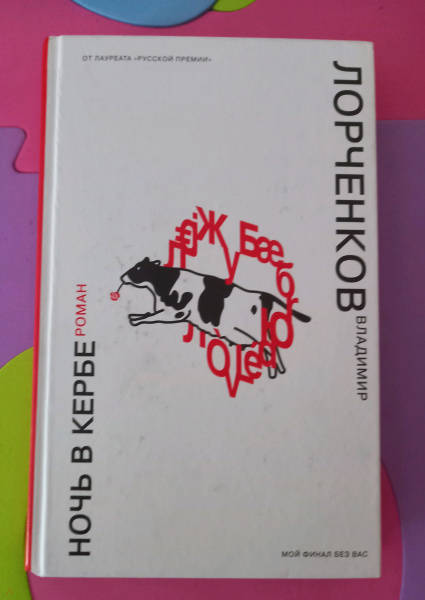 ОТ ЛАУРЕАТА «РУССКОЙ ПРЕМИИ»
ЛОРЧЕНКОВ
ВЛАДИМИР
НОЧЬ В КЕРБЕ
РОМАН
МОЙ ФИНАЛ БЕЗ ВАС